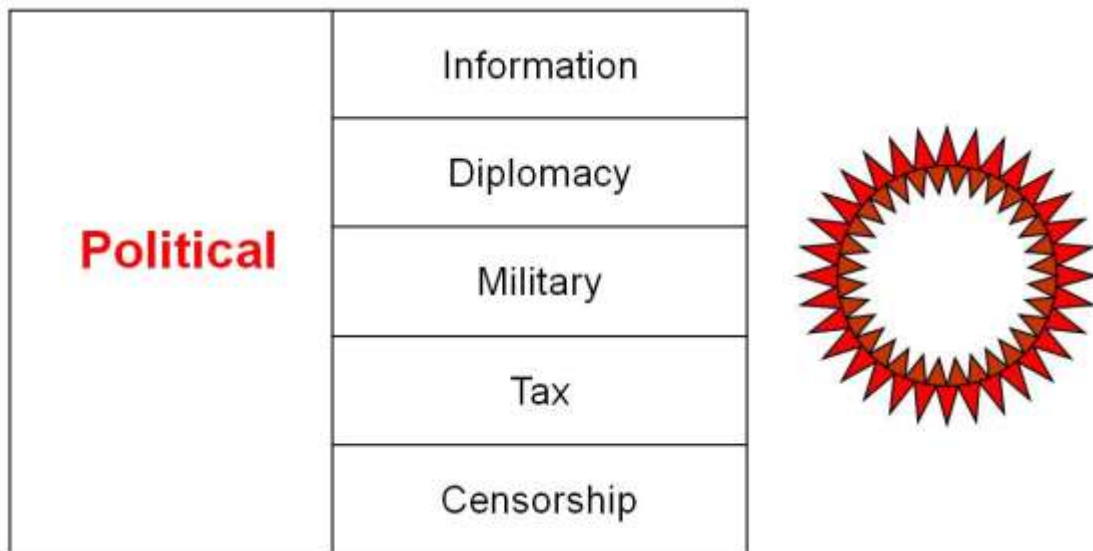 Information
Diplomacy
Political
Military
Tax
Censorship